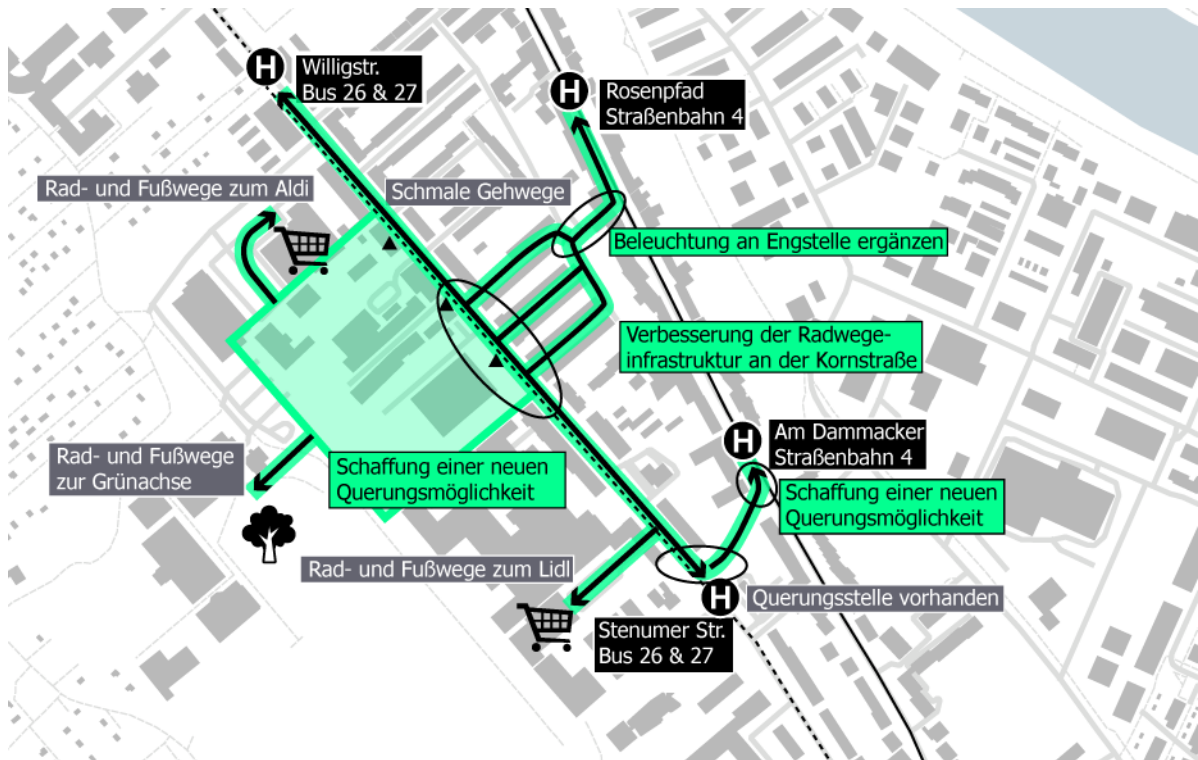 H
Willigstr.
Bus 26 & 27
H
Rosenpfad
Straßenbahn 4
Rad- und Fußwege zum Aldi
Schmale Gehwege
Beleuchtung an Engstelle ergänzen
Verbesserung der Radwege-
infrastruktur an der Kornstraße
H
Am Dammacker
Straßenbahn 4
Rad- und Fußwege
zur Grünachse
Schaffung einer neuen
Querungsmöglichkeit
Schaffung einer neuen
Querungsmöglichkeit
Rad- und Fußwege zum Lidl
H
Querungsstelle vorhanden
Stenumer Str.
Bus 26 & 27